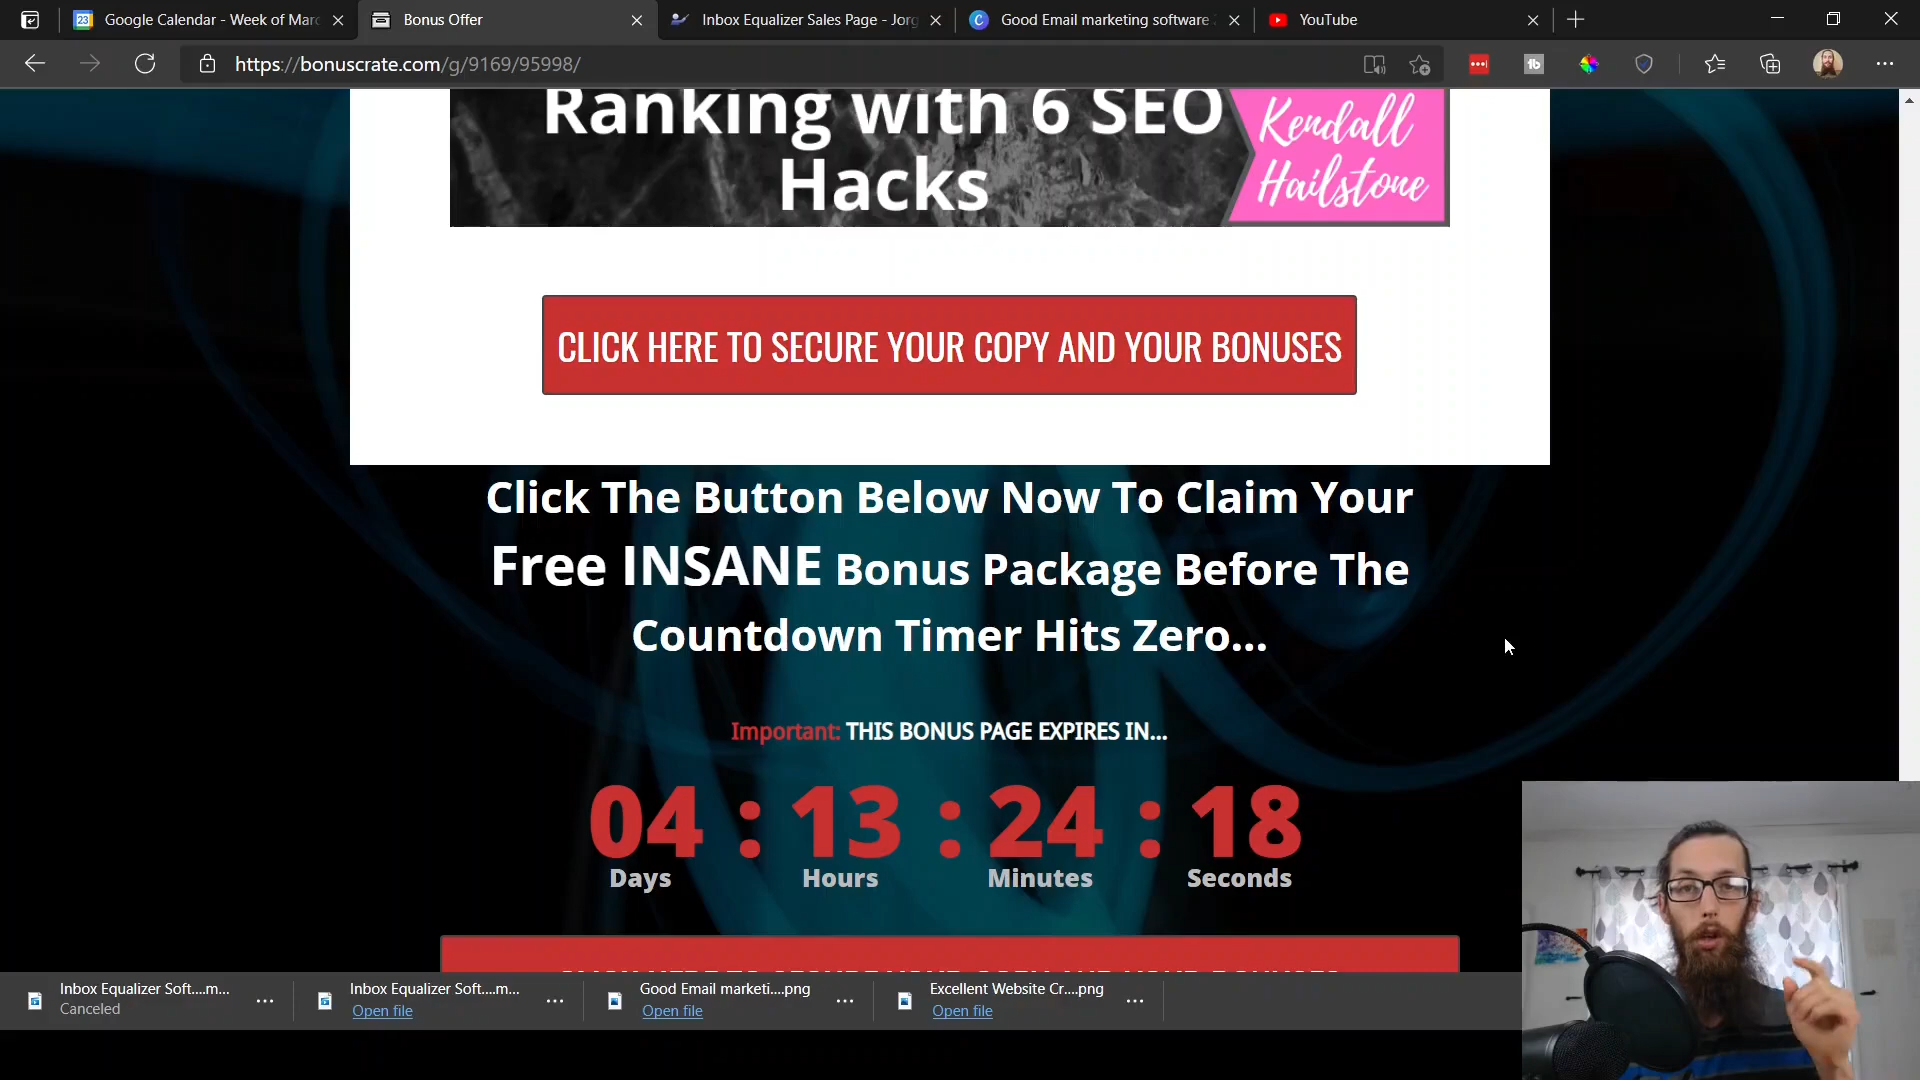 Google Calendar - Week of Marc
Bonus Offer
Inbox Equalizer Sales Page - Jorg
Good Email marketing software
YouTube
https://bonuscrate.com/g/9169/95998/
Ranking with 6 SEO
Hacks
Kendall
Hailstone
CLICK HERE TO SECURE YOUR COPY AND YOUR BONUSES
Click The Button Below Now To Claim Your
Free INSANE Bonus Package Before The
Countdown Timer Hits Zero...
Important: THIS BONUS PAGE EXPIRES IN...
04 : 13 : 24 : 18
Days Hours Minutes Seconds
Inbox Equalizer Soft....m...
Canceled
Inbox Equalizer Soft....m...
Open file
Good Email marketi....png
Open file
Excellent Website Cr....png
Open file